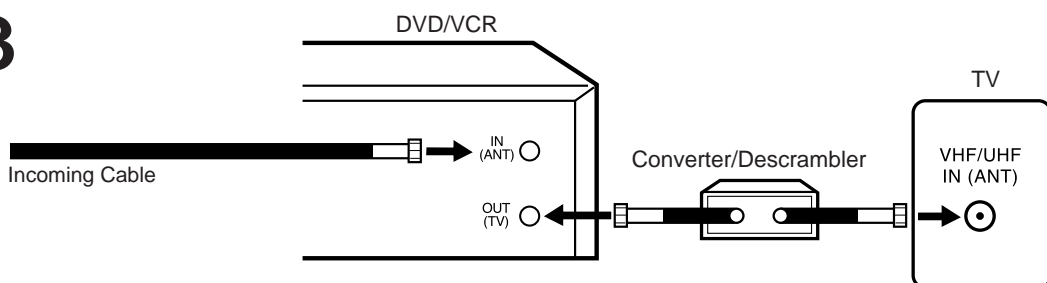 DVD/VCR
TV
IN
(ANT)
Incoming Cable
Converter/Descrambler
VHF/UHF
IN (ANT)
OUT
(TV)